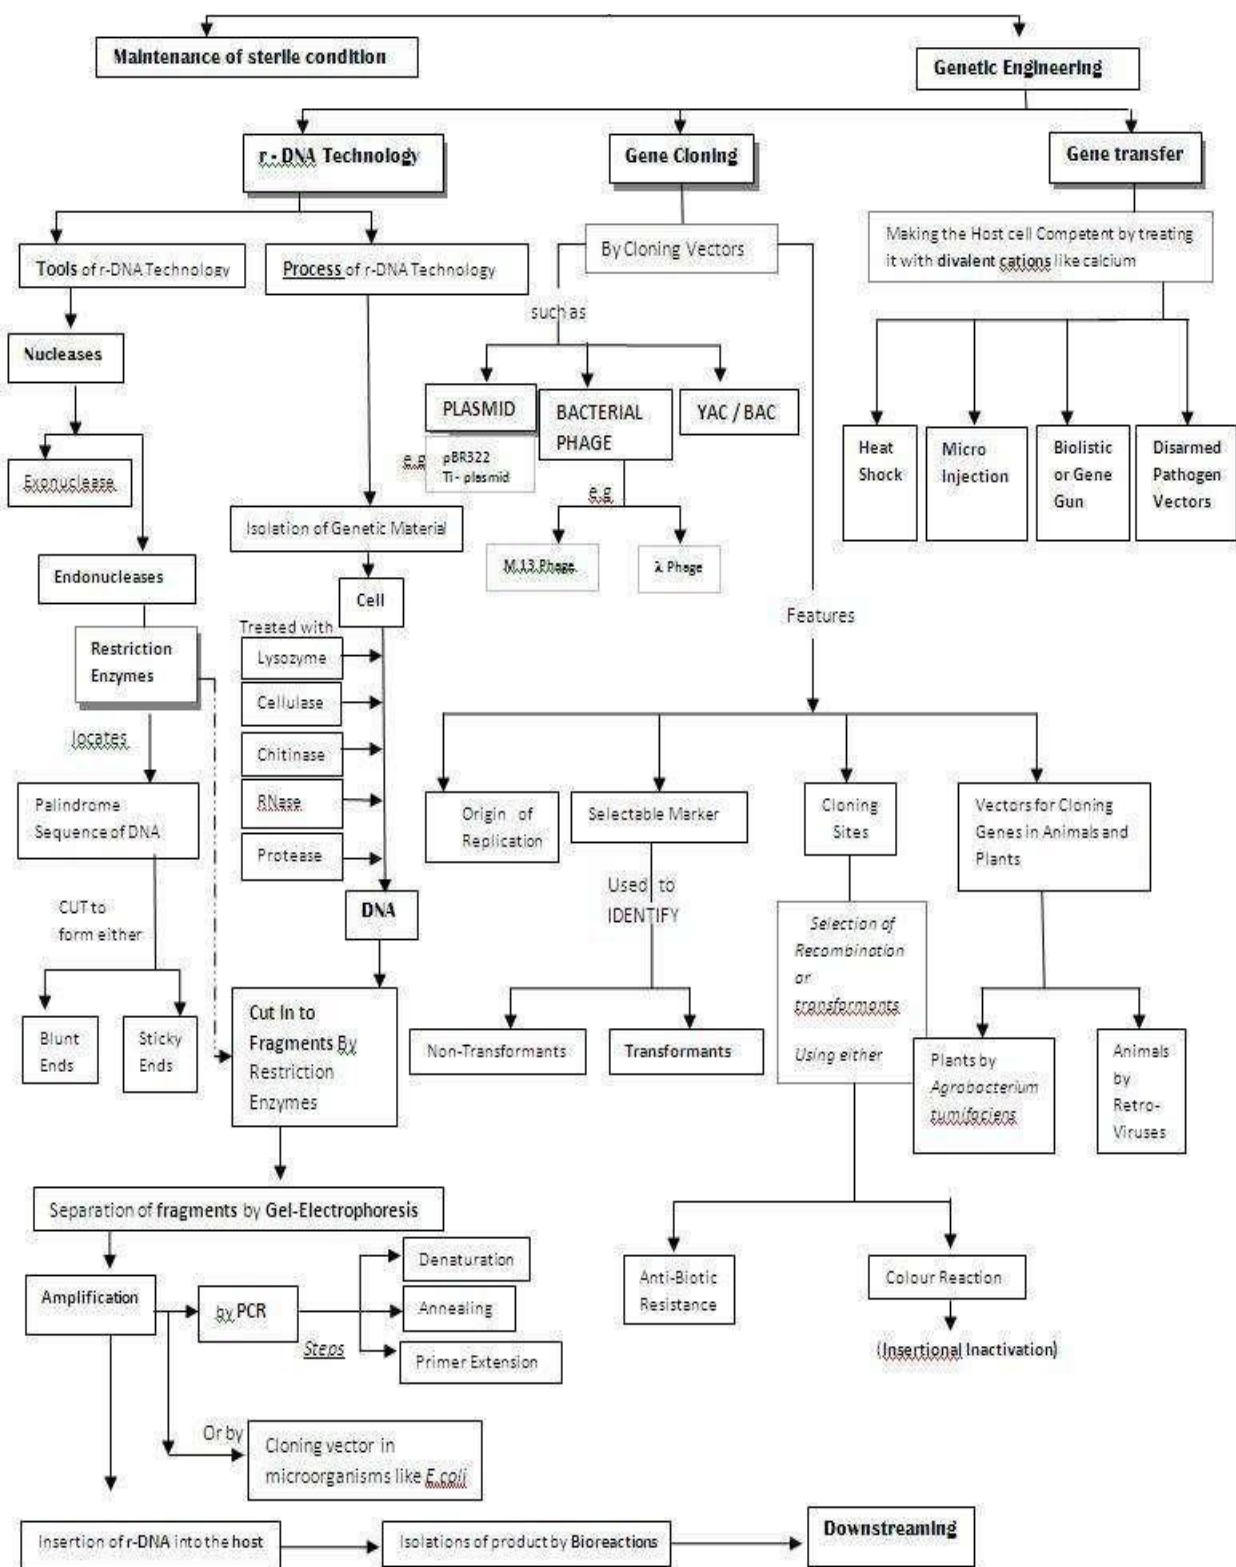 Maintenance of sterile condition
Genetic Engineering
r - DNA Technology
Gene Cloning
Gene transfer
Tools of r-DNA Technology
Process of r-DNA Technology
By Cloning Vectors
Making the Host cell Competent by treating
it with divalent cations like calcium
such as
Nucleases
PLASMID
BACTERIAL
PHAGE
YAC / BAC
e.g
pBR322
Ti - plasmid
Heat
Shock
Micro
Injection
Biolistic
or Gene
Gun
Disarmed
Pathogen
Vectors
Exonuclease
e.g
Isolation of Genetic Material
M.13 Phage
λ Phage
Endonucleases
Cell
Features
Restriction
Enzymes
Treated with
Lysozyme
Cellulase
Chitinase
RNase
Protease
locates
Palindrome
Sequence of DNA
Origin of
Replication
Selectable Marker
Cloning
Sites
Vectors for Cloning
Genes in Animals and
Plants
CUT to
form either
DNA
Used to
IDENTIFY
Selection of
Recombination
or
transformants
Using either
Blunt
Ends
Sticky
Ends
Cut In to
Fragments By
Restriction
Enzymes
Non-Transformants
Transformants
Plants by
Agrobacterium
tumifaciens
Animals
by
Retro-
Viruses
Separation of fragments by Gel-Electrophoresis
Amplification
by PCR
Steps
Denaturation
Annealing
Primer Extension
Anti-Biotic
Resistance
Colour Reaction
(Insertional Inactivation)
Or by
Cloning vector in
microorganisms like E.coli
Insertion of r-DNA into the host
Isolations of product by Bioreactions
Downstreaming